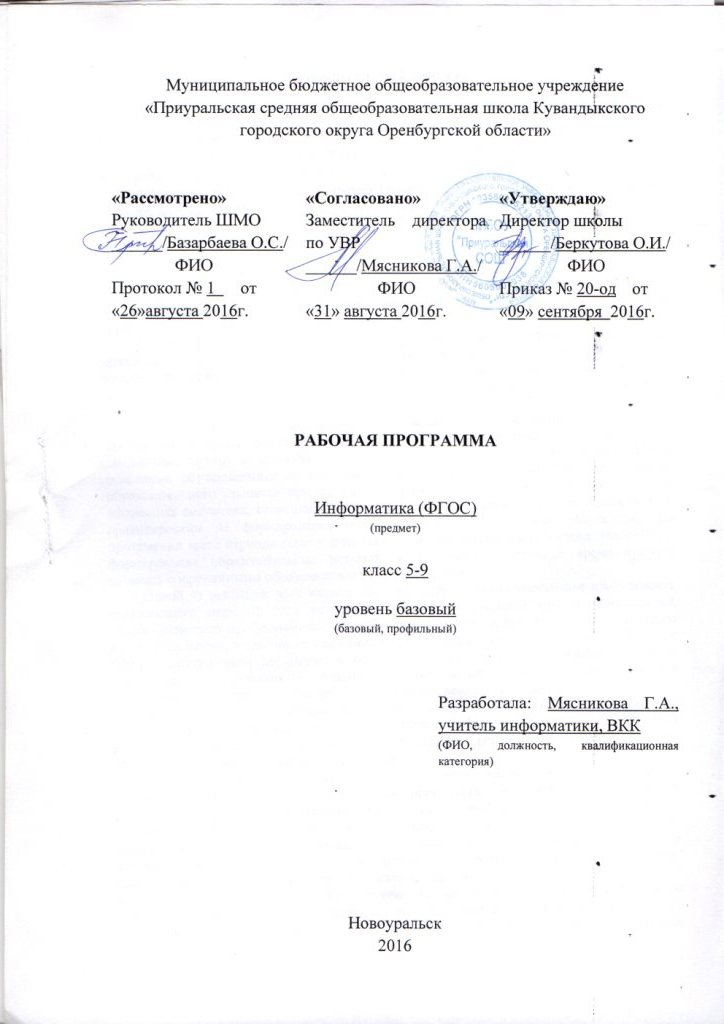 Муниципальное бюджетное общеобразовательное учреждение
«Приуральская средняя общеобразовательная школа Кувандыкского
городского округа Оренбургской области»
«Рассмотрено»
Руководитель ШМО
/Базарбаева О.С./
ФИО
Протокол № 1 от
«26»августа 2016г.
«Согласовано»
Заместитель директора
по УВР
/Мясникова Г.А./
ФИО
«31» августа 2016г.
«Утверждаю»
Директор школы
/Беркутова О.И./
ФИО
Приказ № 20-од от
«09» сентября 2016г.
РАБОЧАЯ ПРОГРАММА
Информатика (ФГОС)
(предмет)
класс 5-9
уровень базовый
(базовый, профильный)
Разработала: Мясникова Г.А.,
учитель информатики, ВКК
(ФИО, должность, квалификационная
категория)
Новоуральск
2016